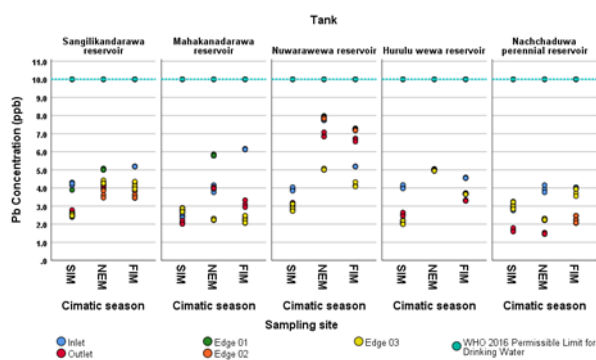 Tank
Sangilikandarawa reservoir
Mahakanadarawa reservoir
Nuwarawewa reservoir
Hurulu wewa reservoir
Nachchaduwa perennial reservoir
Pb Concentration (ppb)
11.0
10.0
9.0
8.0
7.0
6.0
5.0
4.0
3.0
2.0
1.0
.0
SIM NEM FIM SIM NEM FIM SIM NEM FIM SIM NEM FIM SIM NEM FIM
Cimatic season Cimatic season Cimatic season Cimatic season Cimatic season
Sampling site
Inlet
Outlet
Edge 01
Edge 02
Edge 03
WHO 2016 Permissible Limit for
Drinking Water